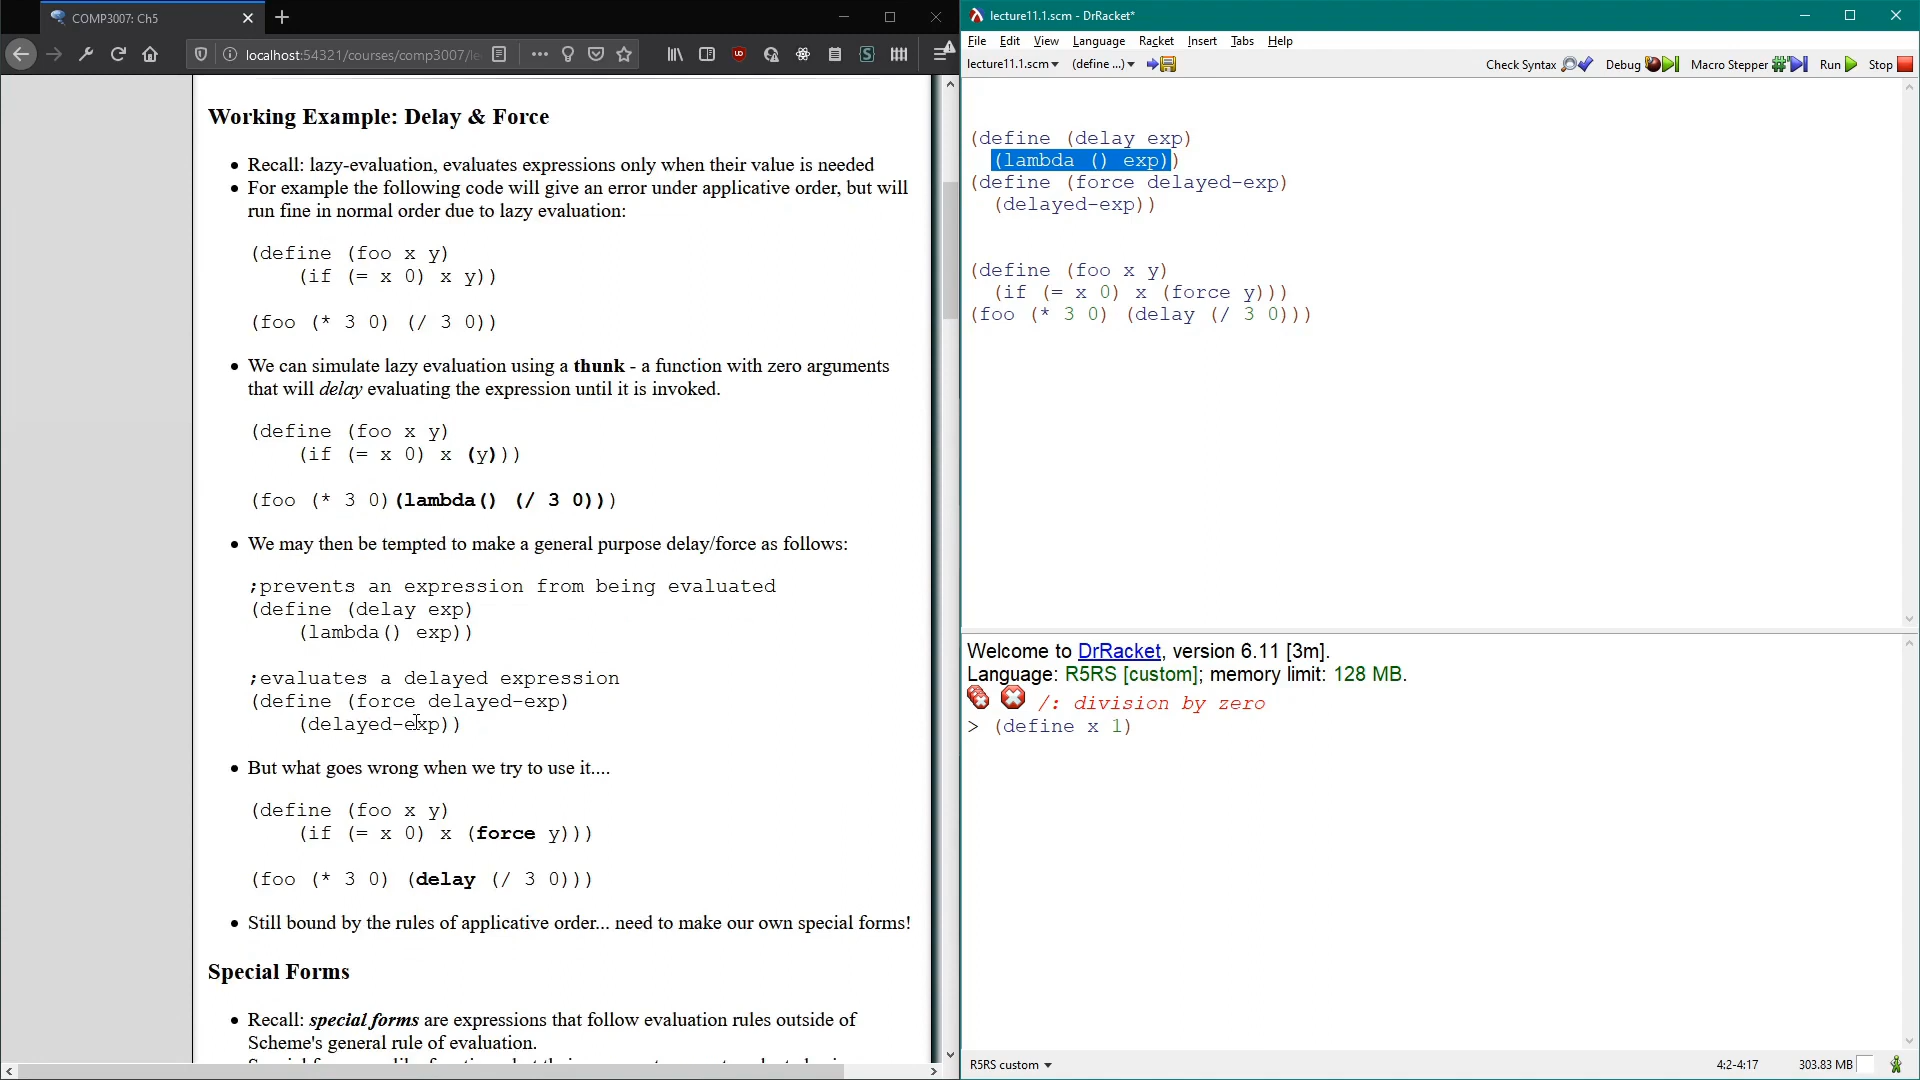 COMP3007: Ch5
localhost:54321/courses/comp3007/le
Working Example: Delay & Force
Recall: lazy-evaluation, evaluates expressions only when their value is needed
For example the following code will give an error under applicative order, but will
run fine in normal order due to lazy evaluation:
(define (foo x y)
(if (= x 0) x y))
(foo (* 3 0) (/ 3 0))
We can simulate lazy evaluation using a thunk - a function with zero arguments
that will delay evaluating the expression until it is invoked.
(define (foo x y)
(if (= x 0) x (y)))
(foo (* 3 0)(lambda() (/ 3 0)))
We may then be tempted to make a general purpose delay/force as follows:
;prevents an expression from being evaluated
(define (delay exp)
(lambda() exp))
;evaluates a delayed expression
(define (force delayed-exp)
(delayed-exp))
But what goes wrong when we try to use it....
(define (foo x y)
(if (= x 0) x (force y)))
(foo (* 3 0) (delay (/ 3 0)))
Still bound by the rules of applicative order... need to make our own special forms!
Special Forms
Recall: special forms are expressions that follow evaluation rules outside of
Scheme's general rule of evaluation.
lecture11.1.scm - DrRacket*
File Edit View Language Racket Insert Tabs Help
lecture11.1.scm (define ...) Check Syntax Debug Macro Stepper Run Stop
(define (delay exp)
(lambda () exp))
(define (force delayed-exp)
(delayed-exp))
(define (foo x y)
(if (= x 0) x (force y)))
(foo (* 3 0) (delay (/ 3 0)))
Welcome to DrRacket, version 6.11 [3m].
Language: R5RS [custom]; memory limit: 128 MB.
/: division by zero
> (define x 1)
R5RS custom 4:2-4:17 303.83 MB